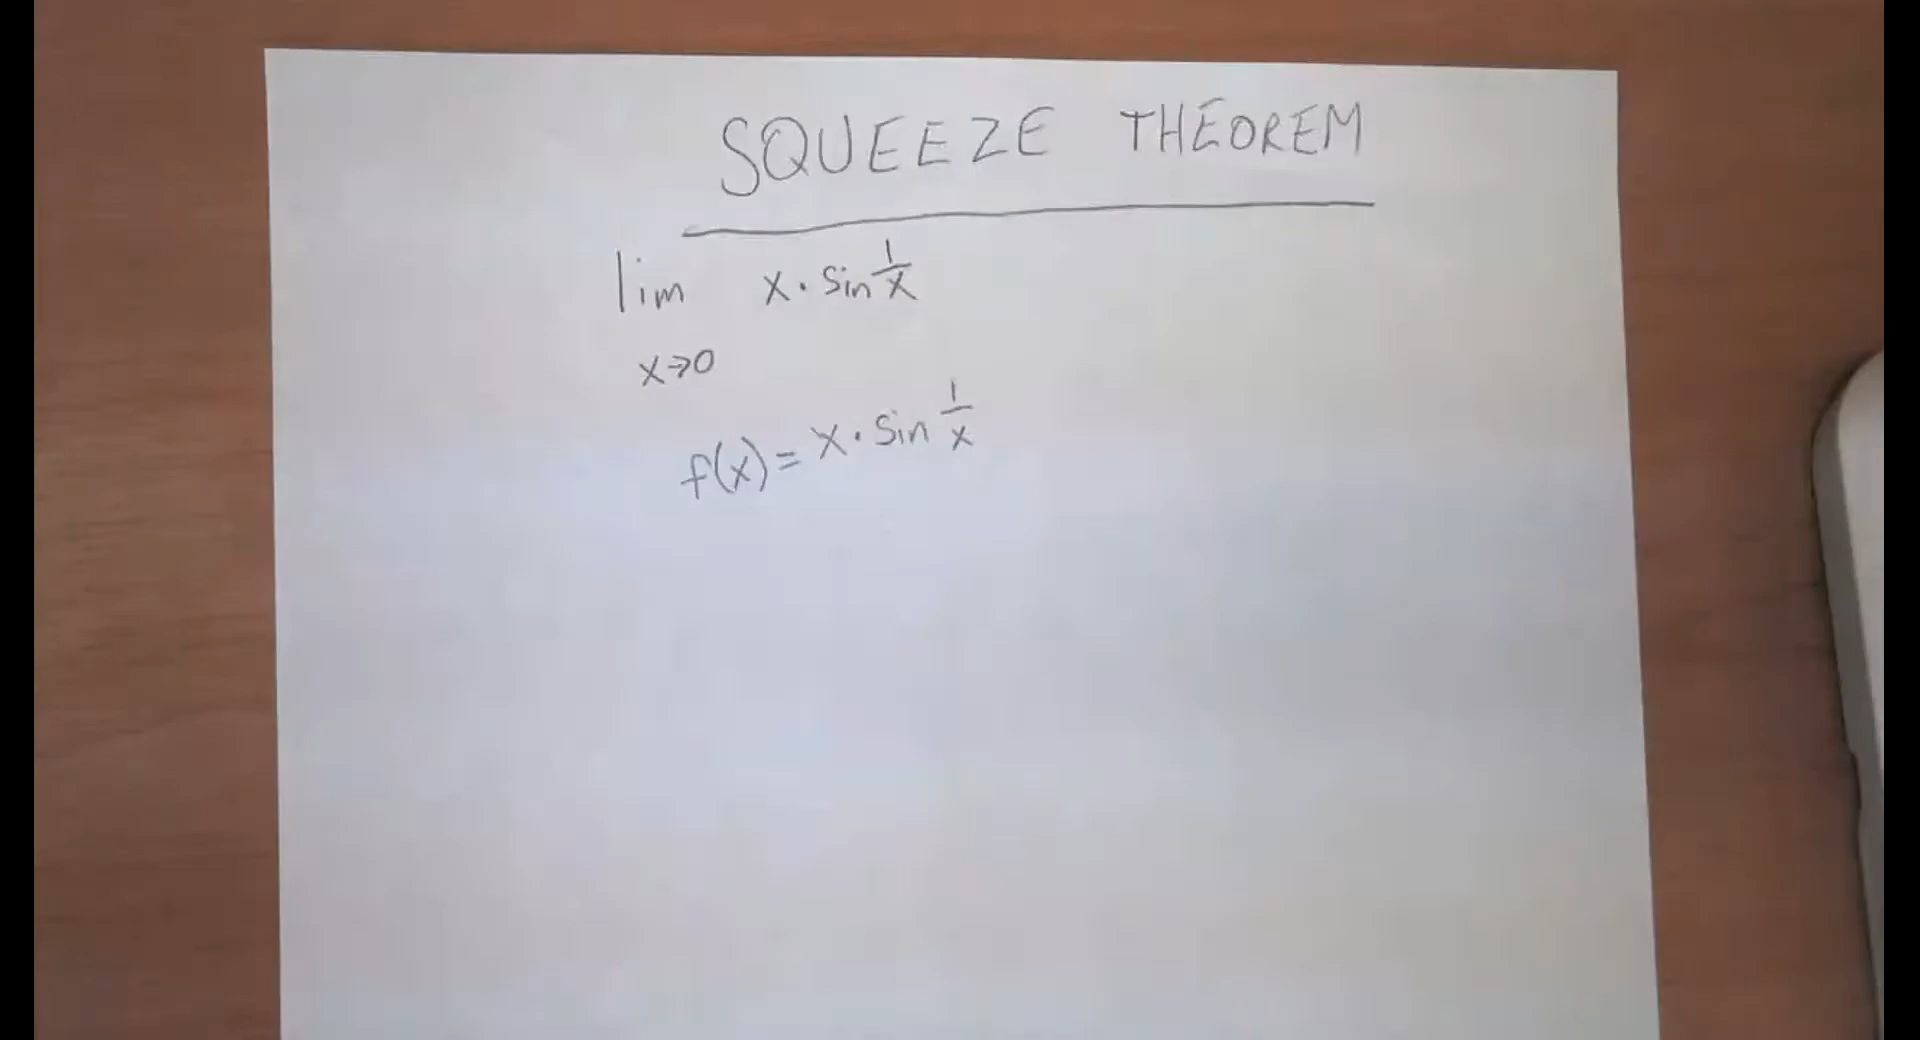 SQUEEZE THEOREM
lim x · sin 1/x
x→0
f(x) = x · sin 1/x